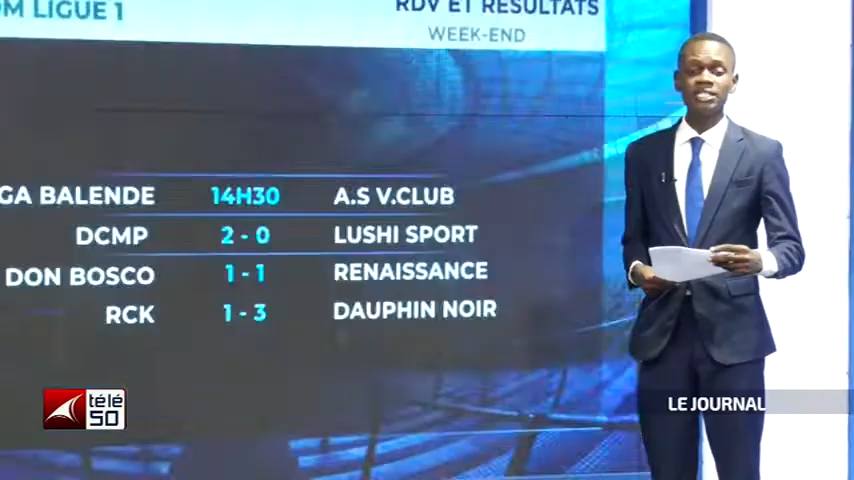 OM LIGUE 1
RDV ET RÉSULTATS
WEEK-END
GA BALENDE 14H30 A.S V.CLUB
DCMP 2 - 0 LUSHI SPORT
DON BOSCO 1 - 1 RENAISSANCE
RCK 1 - 3 DAUPHIN NOIR
télé
50
LE JOURNAL